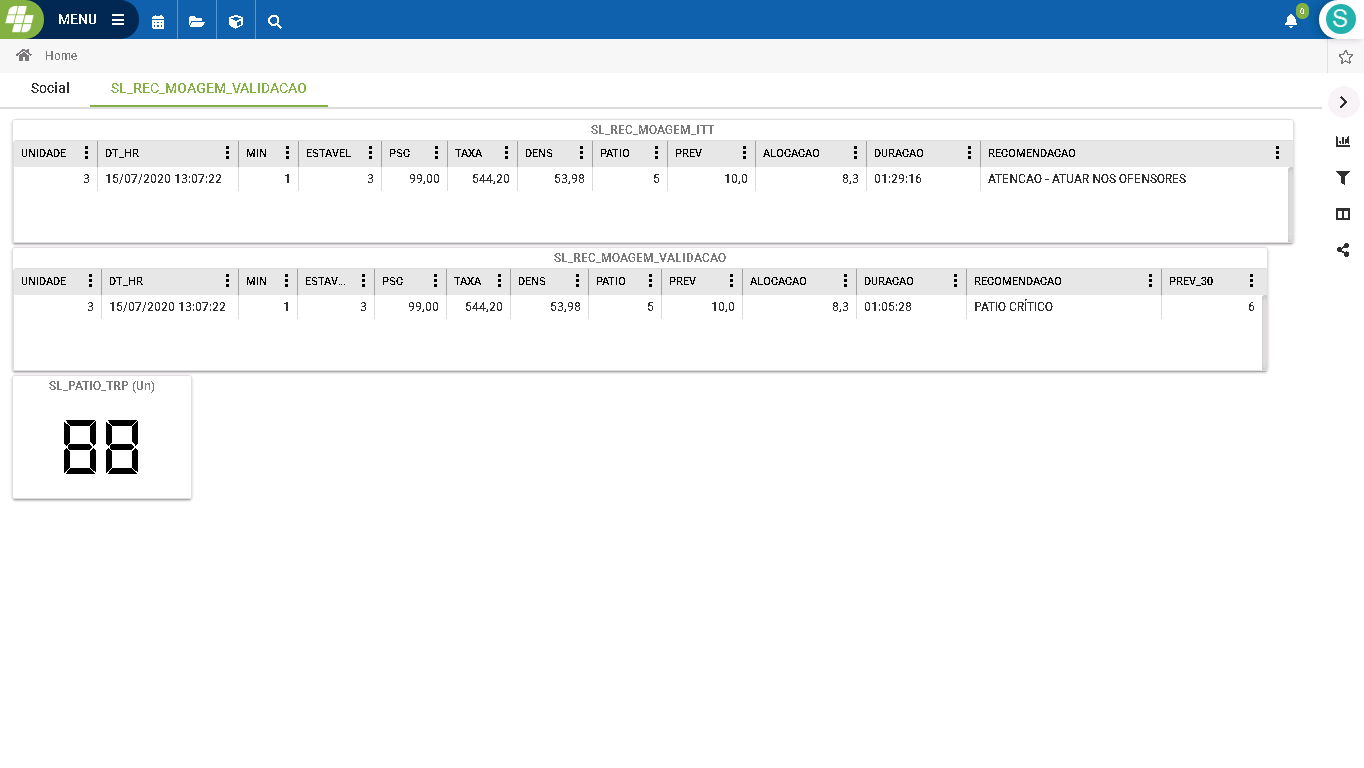 MENU
0
S
Home
Social SL_REC_MOAGEM_VALIDACAO
SL_REC_MOAGEM_ITT
UNIDADE DT_HR MIN ESTAVEL PSC TAXA DENS PATIO PREV ALOCACAO DURACAO RECOMENDACAO
3 15/07/2020 13:07:22 1 3 99,00 544,20 53,98 5 10,0 8,3 01:29:16 ATENCAO - ATUAR NOS OFENSORES
SL_REC_MOAGEM_VALIDACAO
UNIDADE DT_HR MIN ESTAV... PSC TAXA DENS PATIO PREV ALOCACAO DURACAO RECOMENDACAO PREV_30
3 15/07/2020 13:07:22 1 3 99,00 544,20 53,98 5 10,0 8,3 01:05:28 PATIO CRÍTICO 6
SL_PATIO_TRP (Un)
88